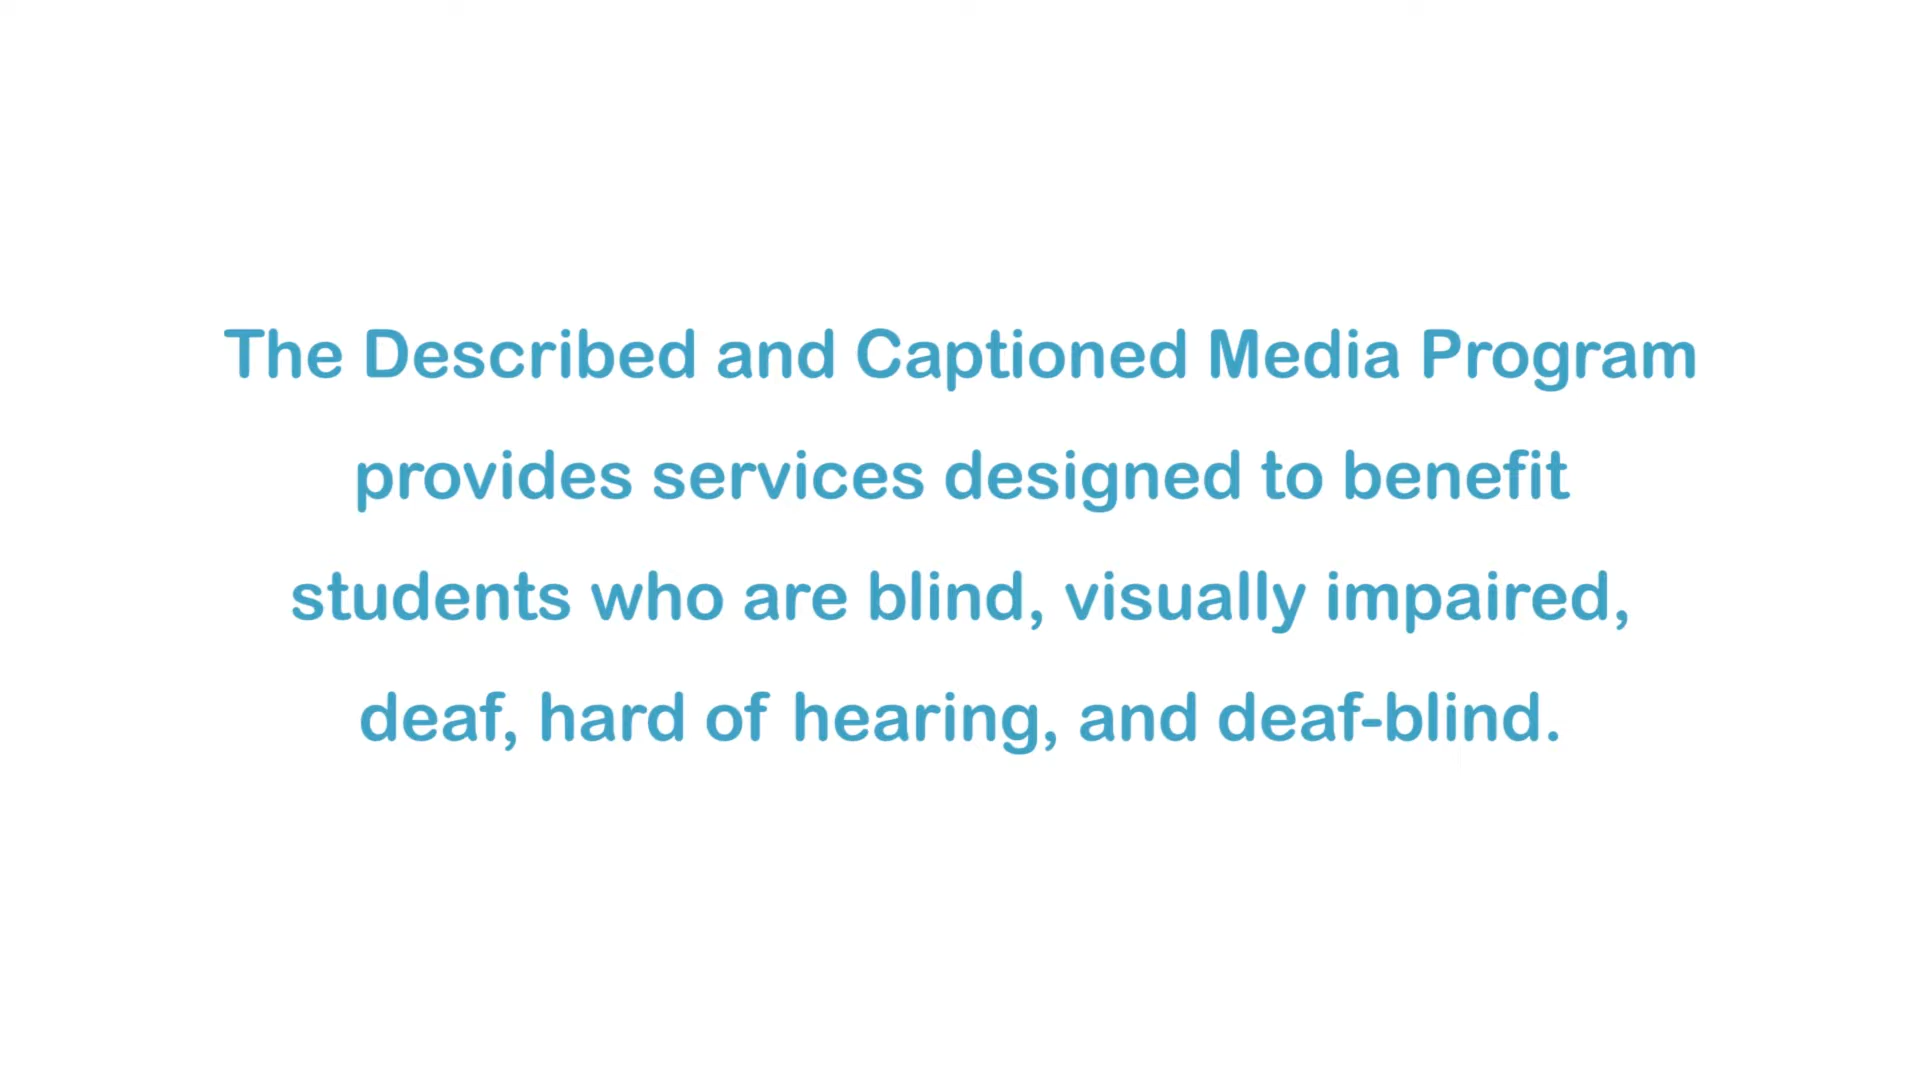 The Described and Captioned Media Program
provides services designed to benefit
students who are blind, visually impaired,
deaf, hard of hearing, and deaf-blind.